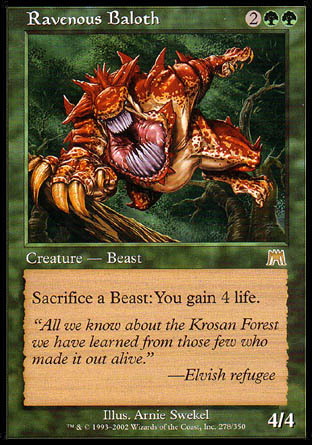 Ravenous Baloth 2
Creature — Beast
Sacrifice a Beast: You gain 4 life.
“All we know about the Krosan Forest
we have learned from those few who
made it out alive.”
—Elvish refugee
4/4
Illus. Arnie Swekel
™ & © 1993–2002 Wizards of the Coast, Inc. 278/350